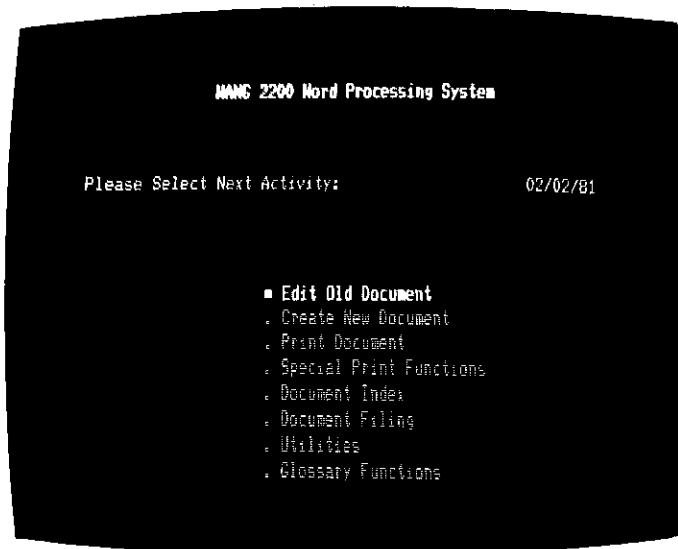 WANG 2200 Word Processing System
Please Select Next Activity: 02/02/81
■ Edit Old Document
. Create New Document
. Print Document
. Special Print Functions
. Document Index
. Document Filing
. Utilities
. Glossary Functions